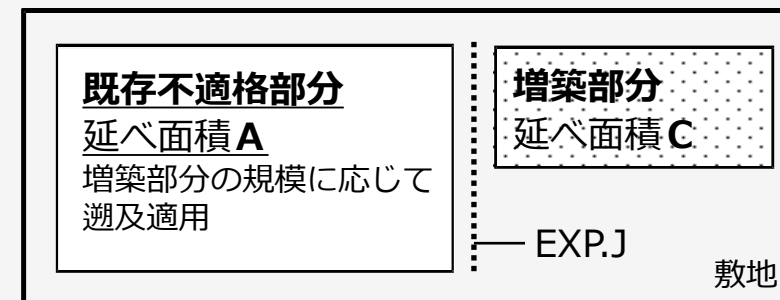 既存不適格部分
延べ面積A
増築部分の規模に応じて
遡及適用
増築部分
延べ面積C
EXP.J
敷地